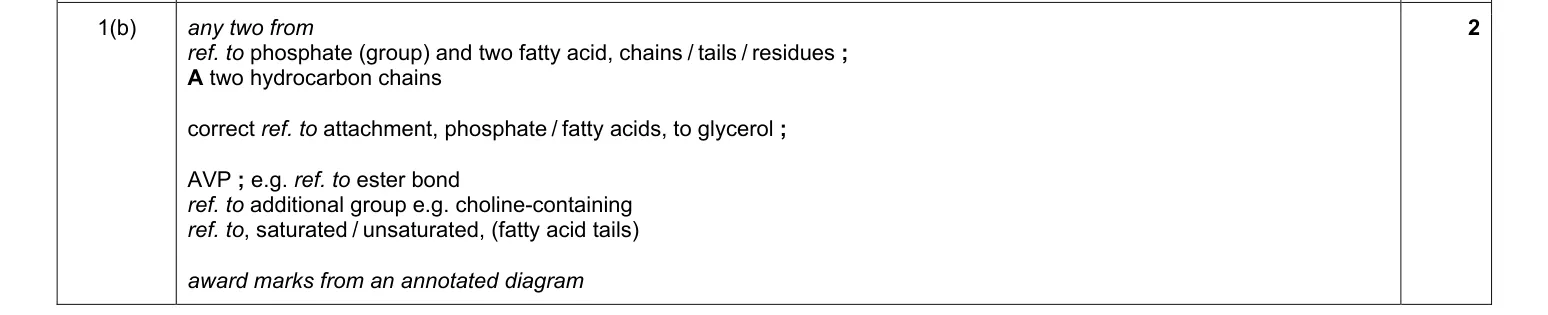 1(b)
any two from
2
ref. to phosphate (group) and two fatty acid, chains / tails / residues ;
A two hydrocarbon chains
correct ref. to attachment, phosphate / fatty acids, to glycerol ;
AVP ; e.g. ref. to ester bond
ref. to additional group e.g. choline-containing
ref. to, saturated / unsaturated, (fatty acid tails)
award marks from an annotated diagram